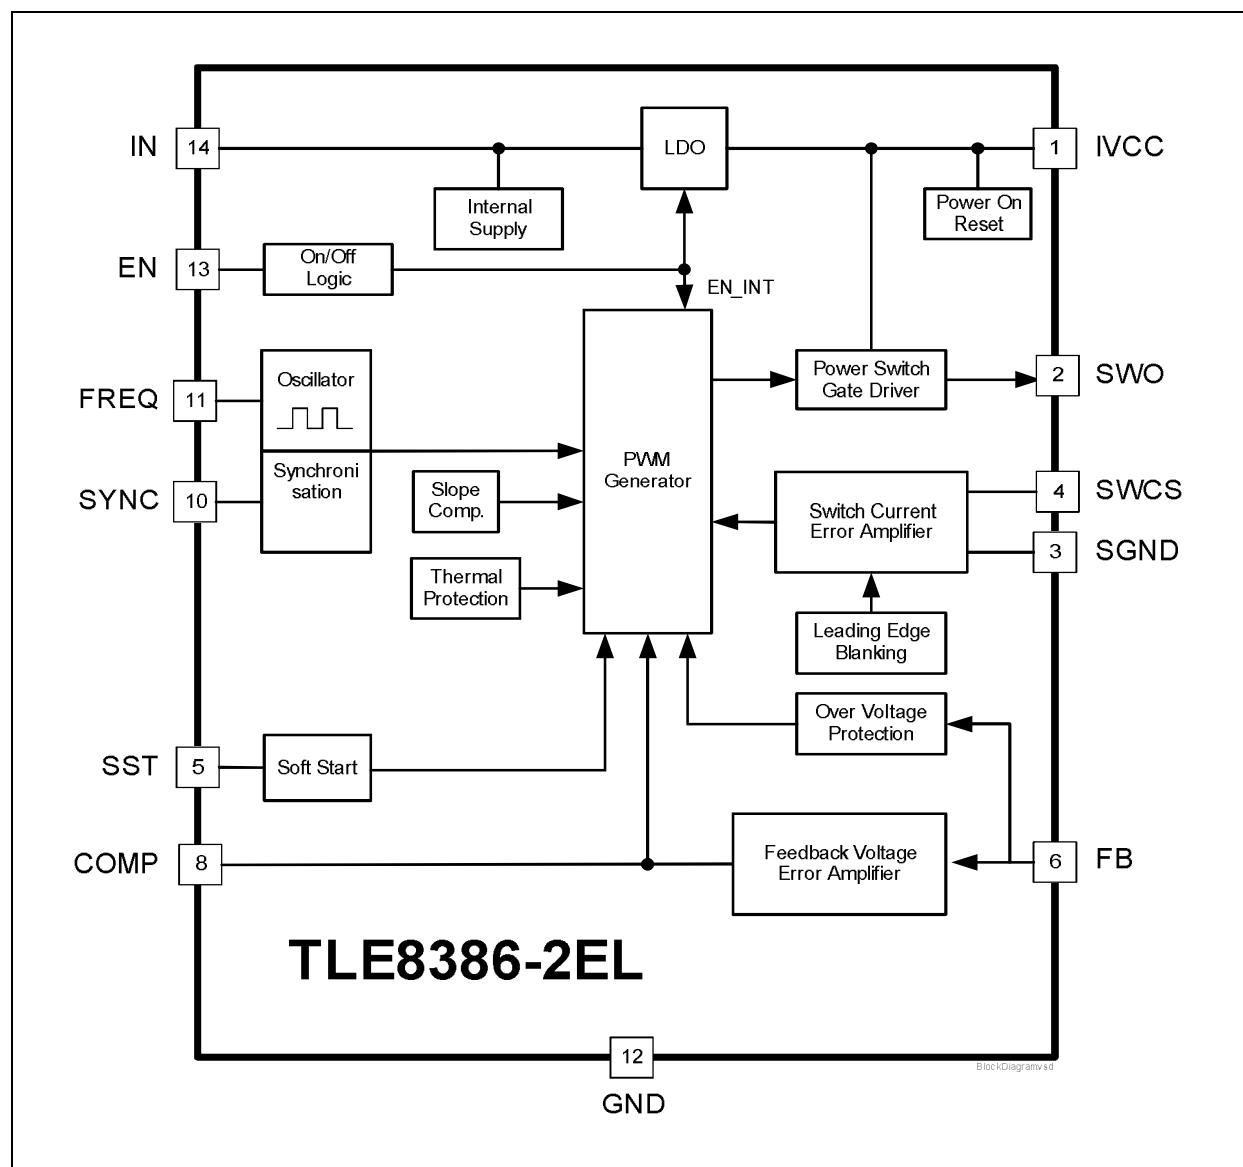 IN
14
LDO
1
IVCC
Internal
Supply
Power On
Reset
EN
13
On/Off
Logic
EN_INT
FREQ
11
Oscillator
Power Switch
Gate Driver
2
SWO
PWM
Generator
SYNC
10
Synchroni
sation
Slope
Comp.
Switch Current
Error Amplifier
4
SWCS
3
SGND
Thermal
Protection
Leading Edge
Blanking
Over Voltage
Protection
SST
5
Soft Start
COMP
8
Feedback Voltage
Error Amplifier
6
FB
TLE8386-2EL
12
GND
BlockDiagram.vsd